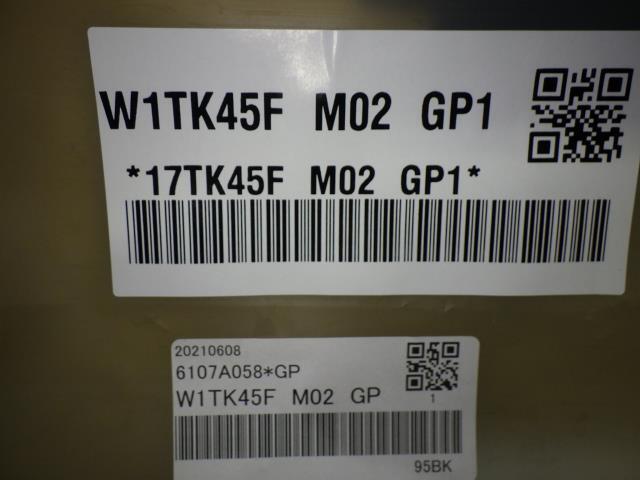 W1TK45F M02 GP1
*17TK45F M02 GP1*
20210608
6107A058*GP
W1TK45F M02 GP
1
95BK